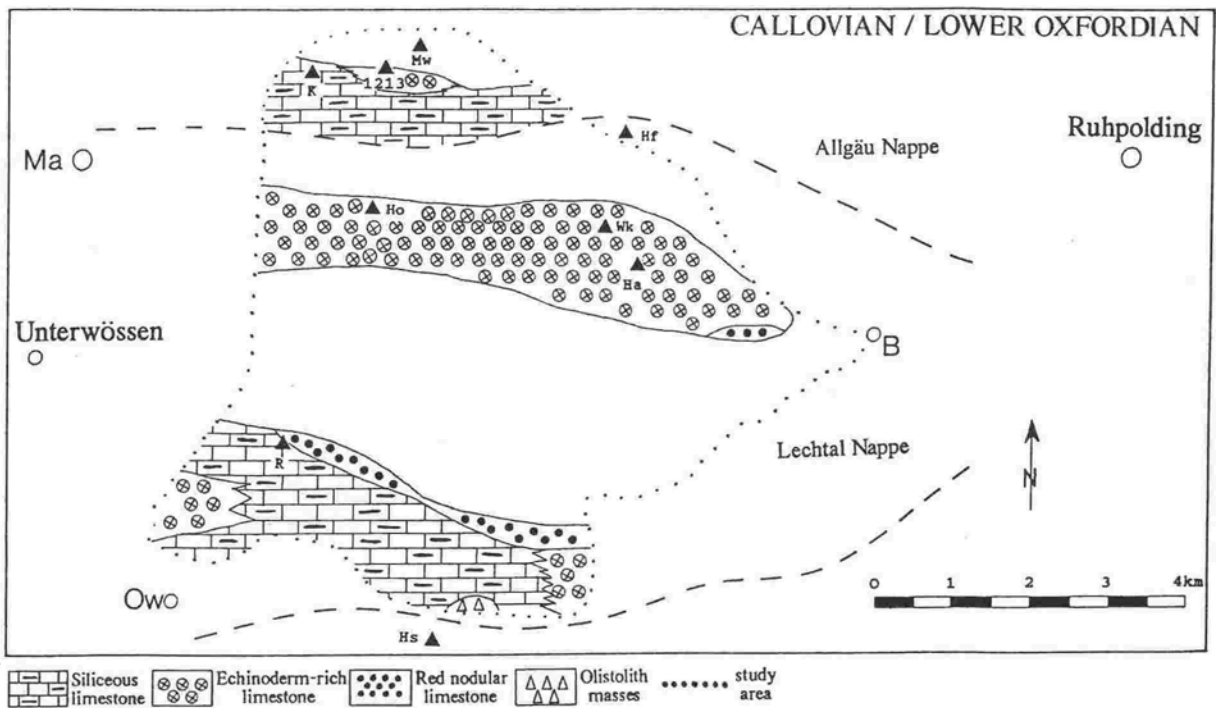 CALLOVIAN / LOWER OXFORDIAN
Mw
K
1213
Hf
Ruhpolding
Allgäu Nappe
Ma
Ho
Wk
Ha
Unterwössen
B
R
Lechtal Nappe
N
Ow
Hs
0 1 2 3 4km
Siliceous
limestone
Echinoderm-rich
limestone
Red nodular
limestone
Olistolith
masses
study
area